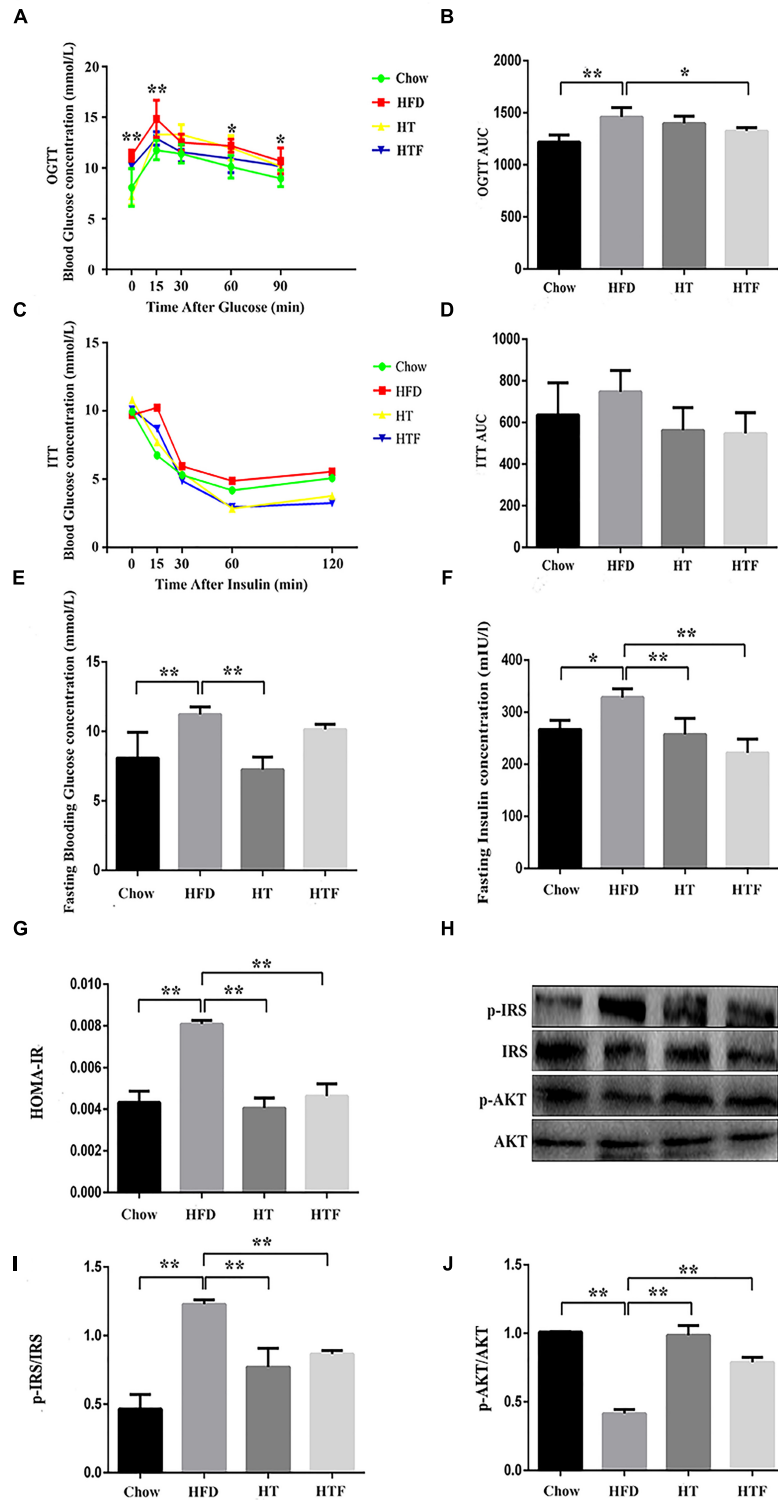 A
OGTT
Blood Glucose concentration (mmol/L)
20
15
10
5
0
** ** * *
0 15 30 60 90
Time After Glucose (min)
Chow
HFD
HT
HTF
B
OGTT AUC
2000
1500
1000
500
0
** *
Chow HFD HT HTF
C
ITT
Blood Glucose concentration (mmol/L)
15
10
5
0
0 15 30 60 120
Time After Insulin (min)
Chow
HFD
HT
HTF
D
ITT AUC
1000
800
600
400
200
0
Chow HFD HT HTF
E
Fasting Blooding Glucose concentration (mmol/L)
15
10
5
0
** **
Chow HFD HT HTF
F
Fasting Insulin concentration (mIU/l)
400
300
200
100
0
* ** **
Chow HFD HT HTF
G
HOMA-IR
0.010
0.008
0.006
0.004
0.002
0.000
** ** **
Chow HFD HT HTF
H
p-IRS
IRS
p-AKT
AKT
I
p-IRS/IRS
1.5
1.0
0.5
0.0
** ** **
Chow HFD HT HTF
J
p-AKT/AKT
1.5
1.0
0.5
0.0
** ** **
Chow HFD HT HTF